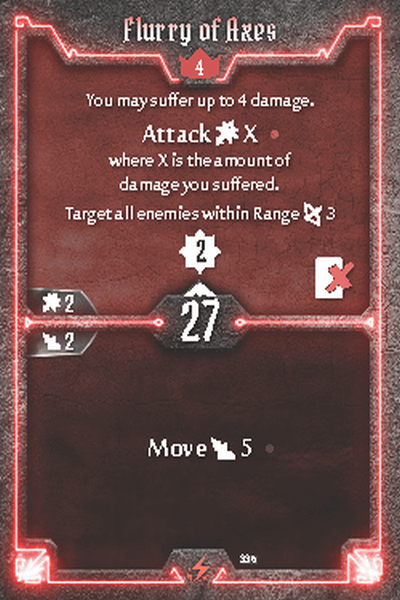 Flurry of Axes
4
You may suffer up to 4 damage.
Attack X
where X is the amount of
damage you suffered.
Target all enemies within Range 3
2
2
27
2
Move 5